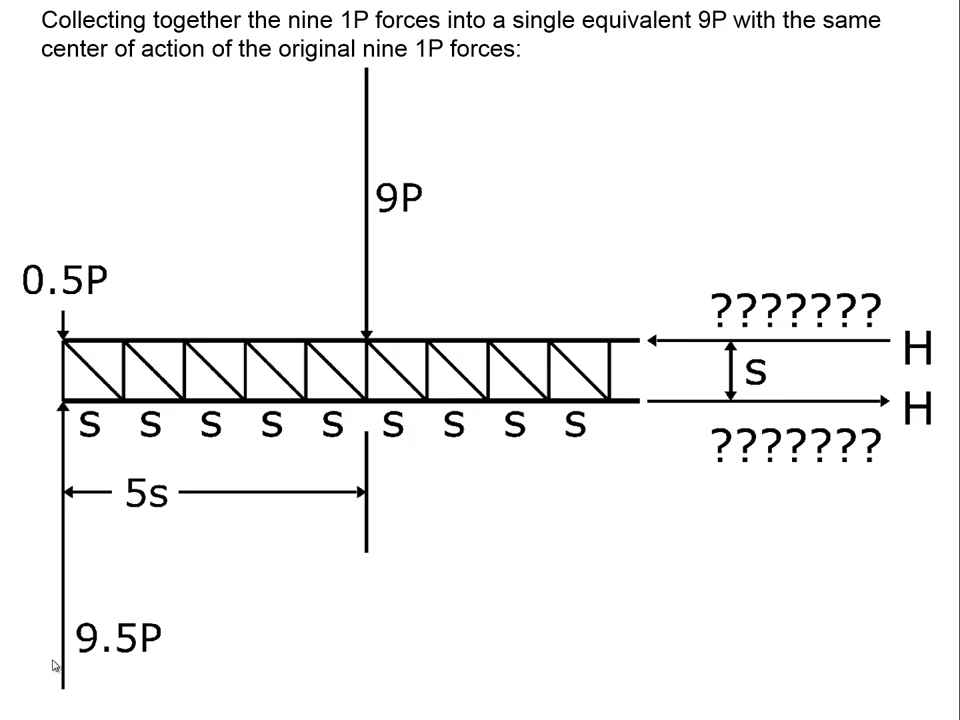 Collecting together the nine 1P forces into a single equivalent 9P with the same
center of action of the original nine 1P forces:
9P
0.5P
???????
H
s
H
s s s s s s s s s
???????
5s
9.5P